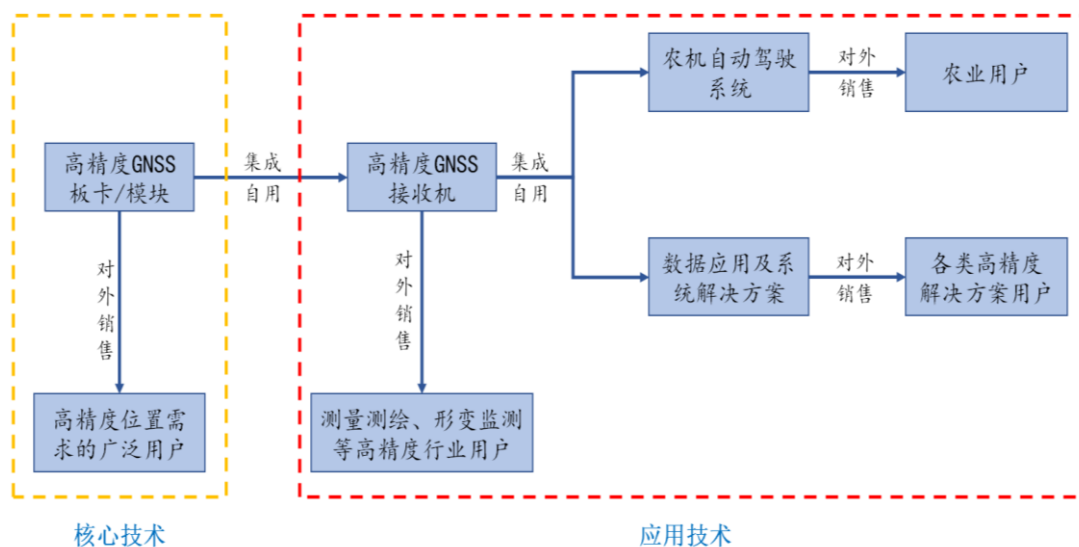 农机自动驾驶
系统
对外
销售
农业用户
高精度GNSS
板卡/模块
集成
自用
高精度GNSS
接收机
集成
自用
对
外
销
售
对
外
销
售
数据应用及系
统解决方案
对外
销售
各类高精度
解决方案用户
高精度位置需
求的广泛用户
测量测绘、形变监测
等高精度行业用户
核心技术
应用技术